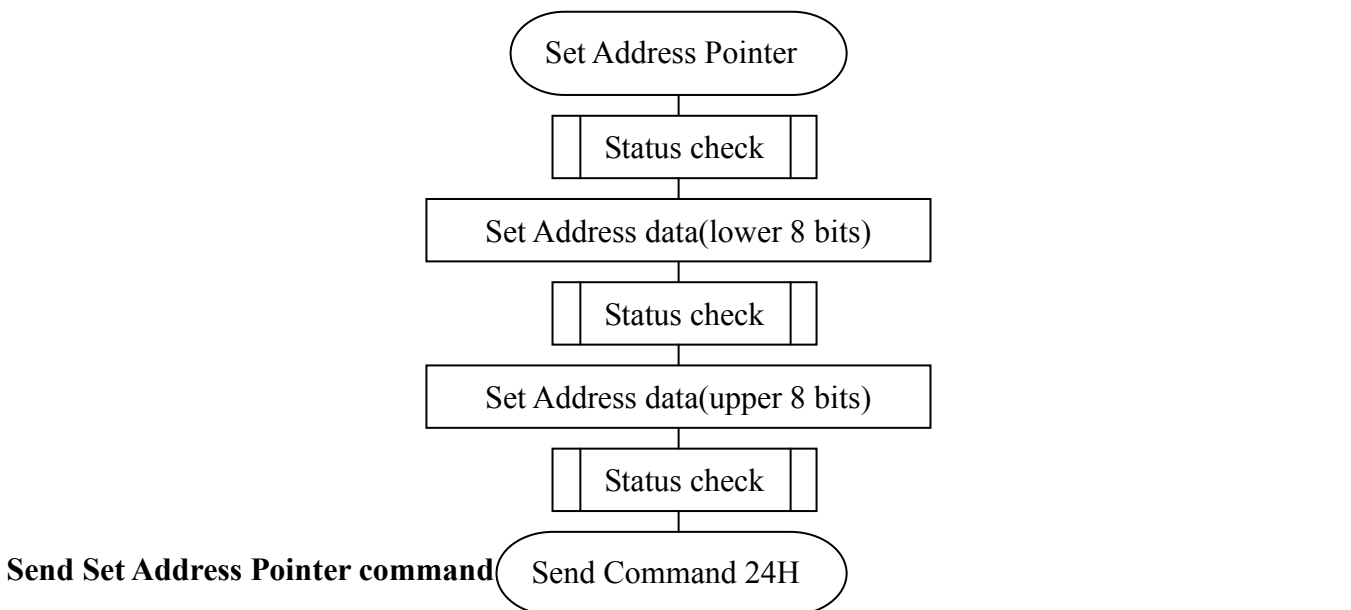 Set Address Pointer
Status check
Set Address data(lower 8 bits)
Status check
Set Address data(upper 8 bits)
Status check
Send Set Address Pointer command
Send Command 24H